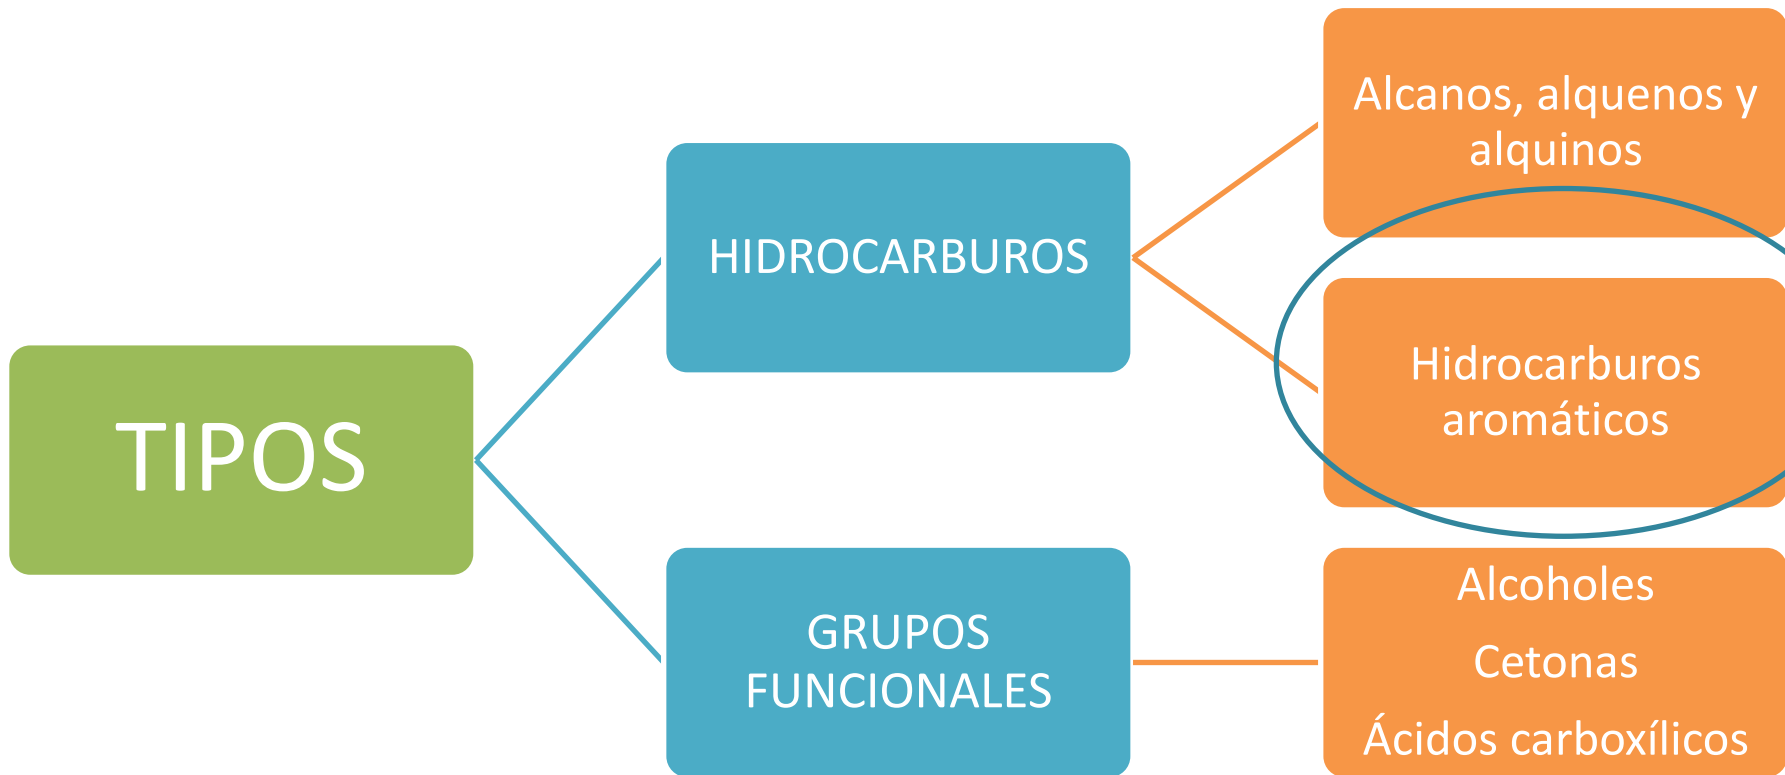 TIPOS
HIDROCARBUROS
Alcanos, alquenos y
alquinos
Hidrocarburos
aromáticos
GRUPOS
FUNCIONALES
Alcoholes
Cetonas
Ácidos carboxílicos